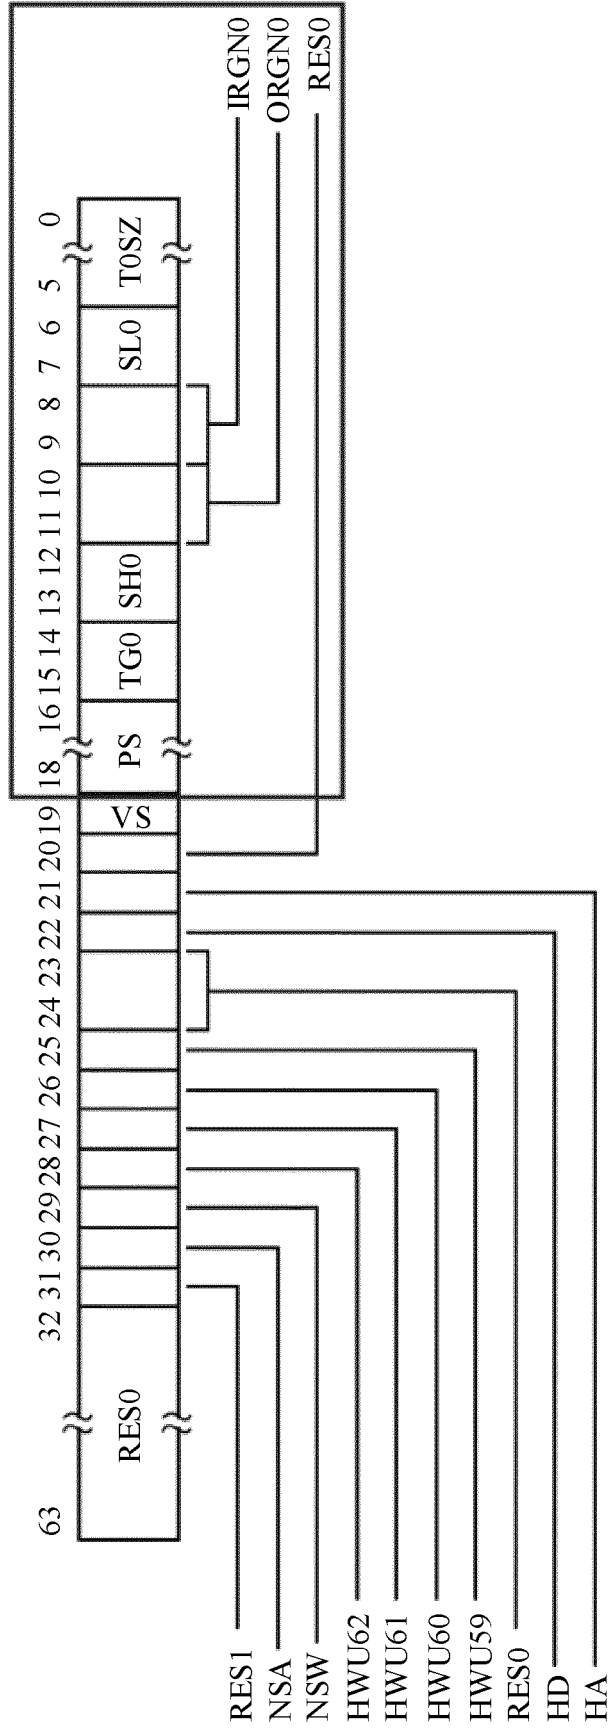 63 32 31 30 29 28 27 26 25 24 23 22 21 20 19 18 16 15 14 13 12 11 10 9 8 7 6 5 0
RES0 VS PS TG0 SH0 SL0 T0SZ
RES1
NSA
NSW
HWU62
HWU61
HWU60
HWU59
RES0
HD
HA
IRGN0
ORGN0
RES0